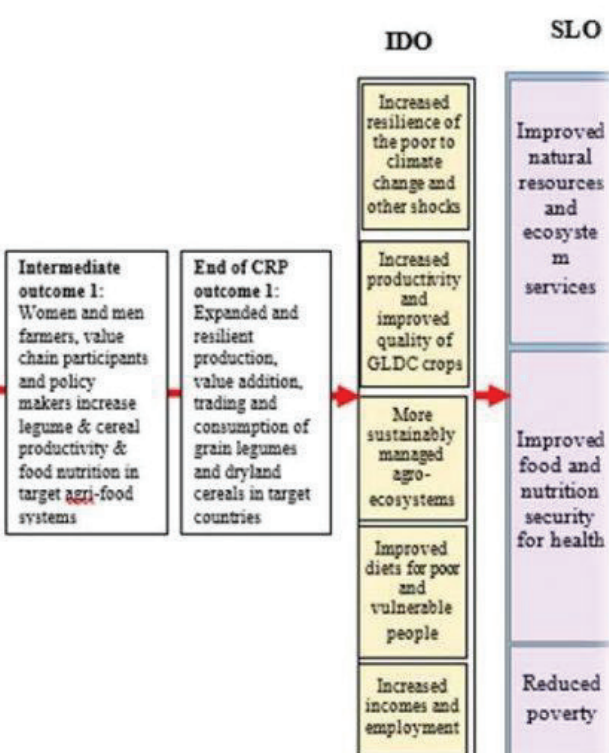 IDO
SLO
Intermediate
outcome 1:
Women and men
farmers, value
chain participants
and policy
makers increase
legume & cereal
productivity &
food nutrition in
target agri-food
systems
End of CRP
outcome 1:
Expanded and
resilient
production,
value addition,
trading and
consumption of
grain legumes
and dryland
cereals in target
countries
Increased
resilience of
the poor to
climate
change and
other shocks
Increased
productivity
and
improved
quality of
GLDC crops
More
sustainably
managed
agro-
ecosystems
Improved
diets for poor
and
vulnerable
people
Increased
incomes and
employment
Improved
natural
resources
and
ecosyste
m
services
Improved
food and
nutrition
security
for health
Reduced
poverty